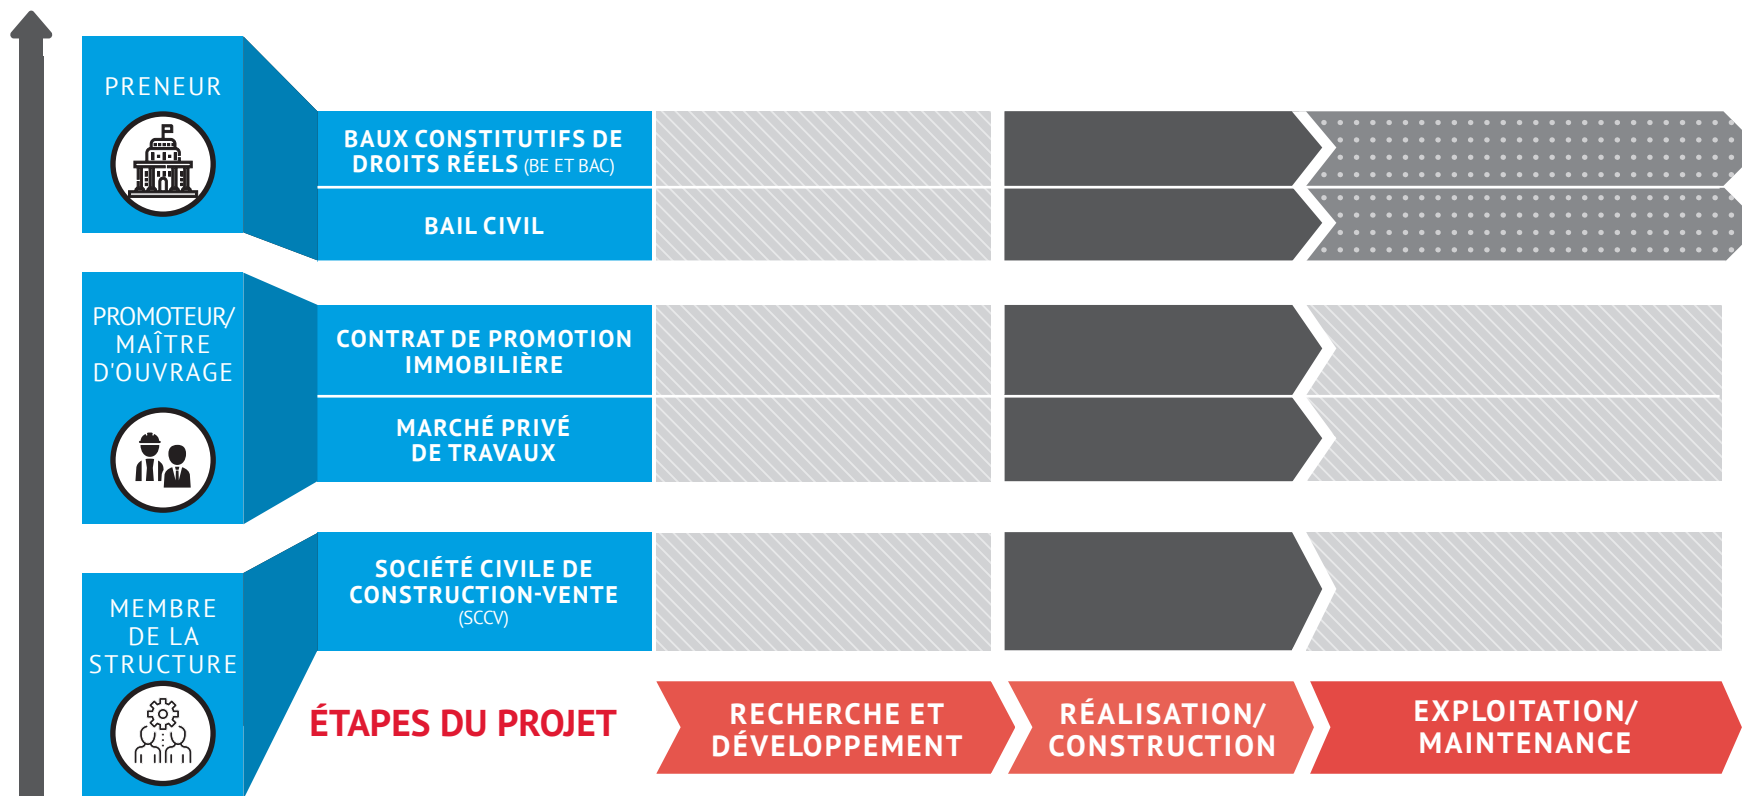 PRENEUR
BAUX CONSTITUTIFS DE
DROITS RÉELS (BE ET BAC)
BAIL CIVIL
PROMOTEUR/
MAÎTRE
D'OUVRAGE
CONTRAT DE PROMOTION
IMMOBILIÈRE
MARCHÉ PRIVÉ
DE TRAVAUX
MEMBRE
DE LA
STRUCTURE
SOCIÉTÉ CIVILE DE
CONSTRUCTION-VENTE
(SCCV)
ÉTAPES DU PROJET
RECHERCHE ET
DÉVELOPPEMENT
RÉALISATION/
CONSTRUCTION
EXPLOITATION/
MAINTENANCE